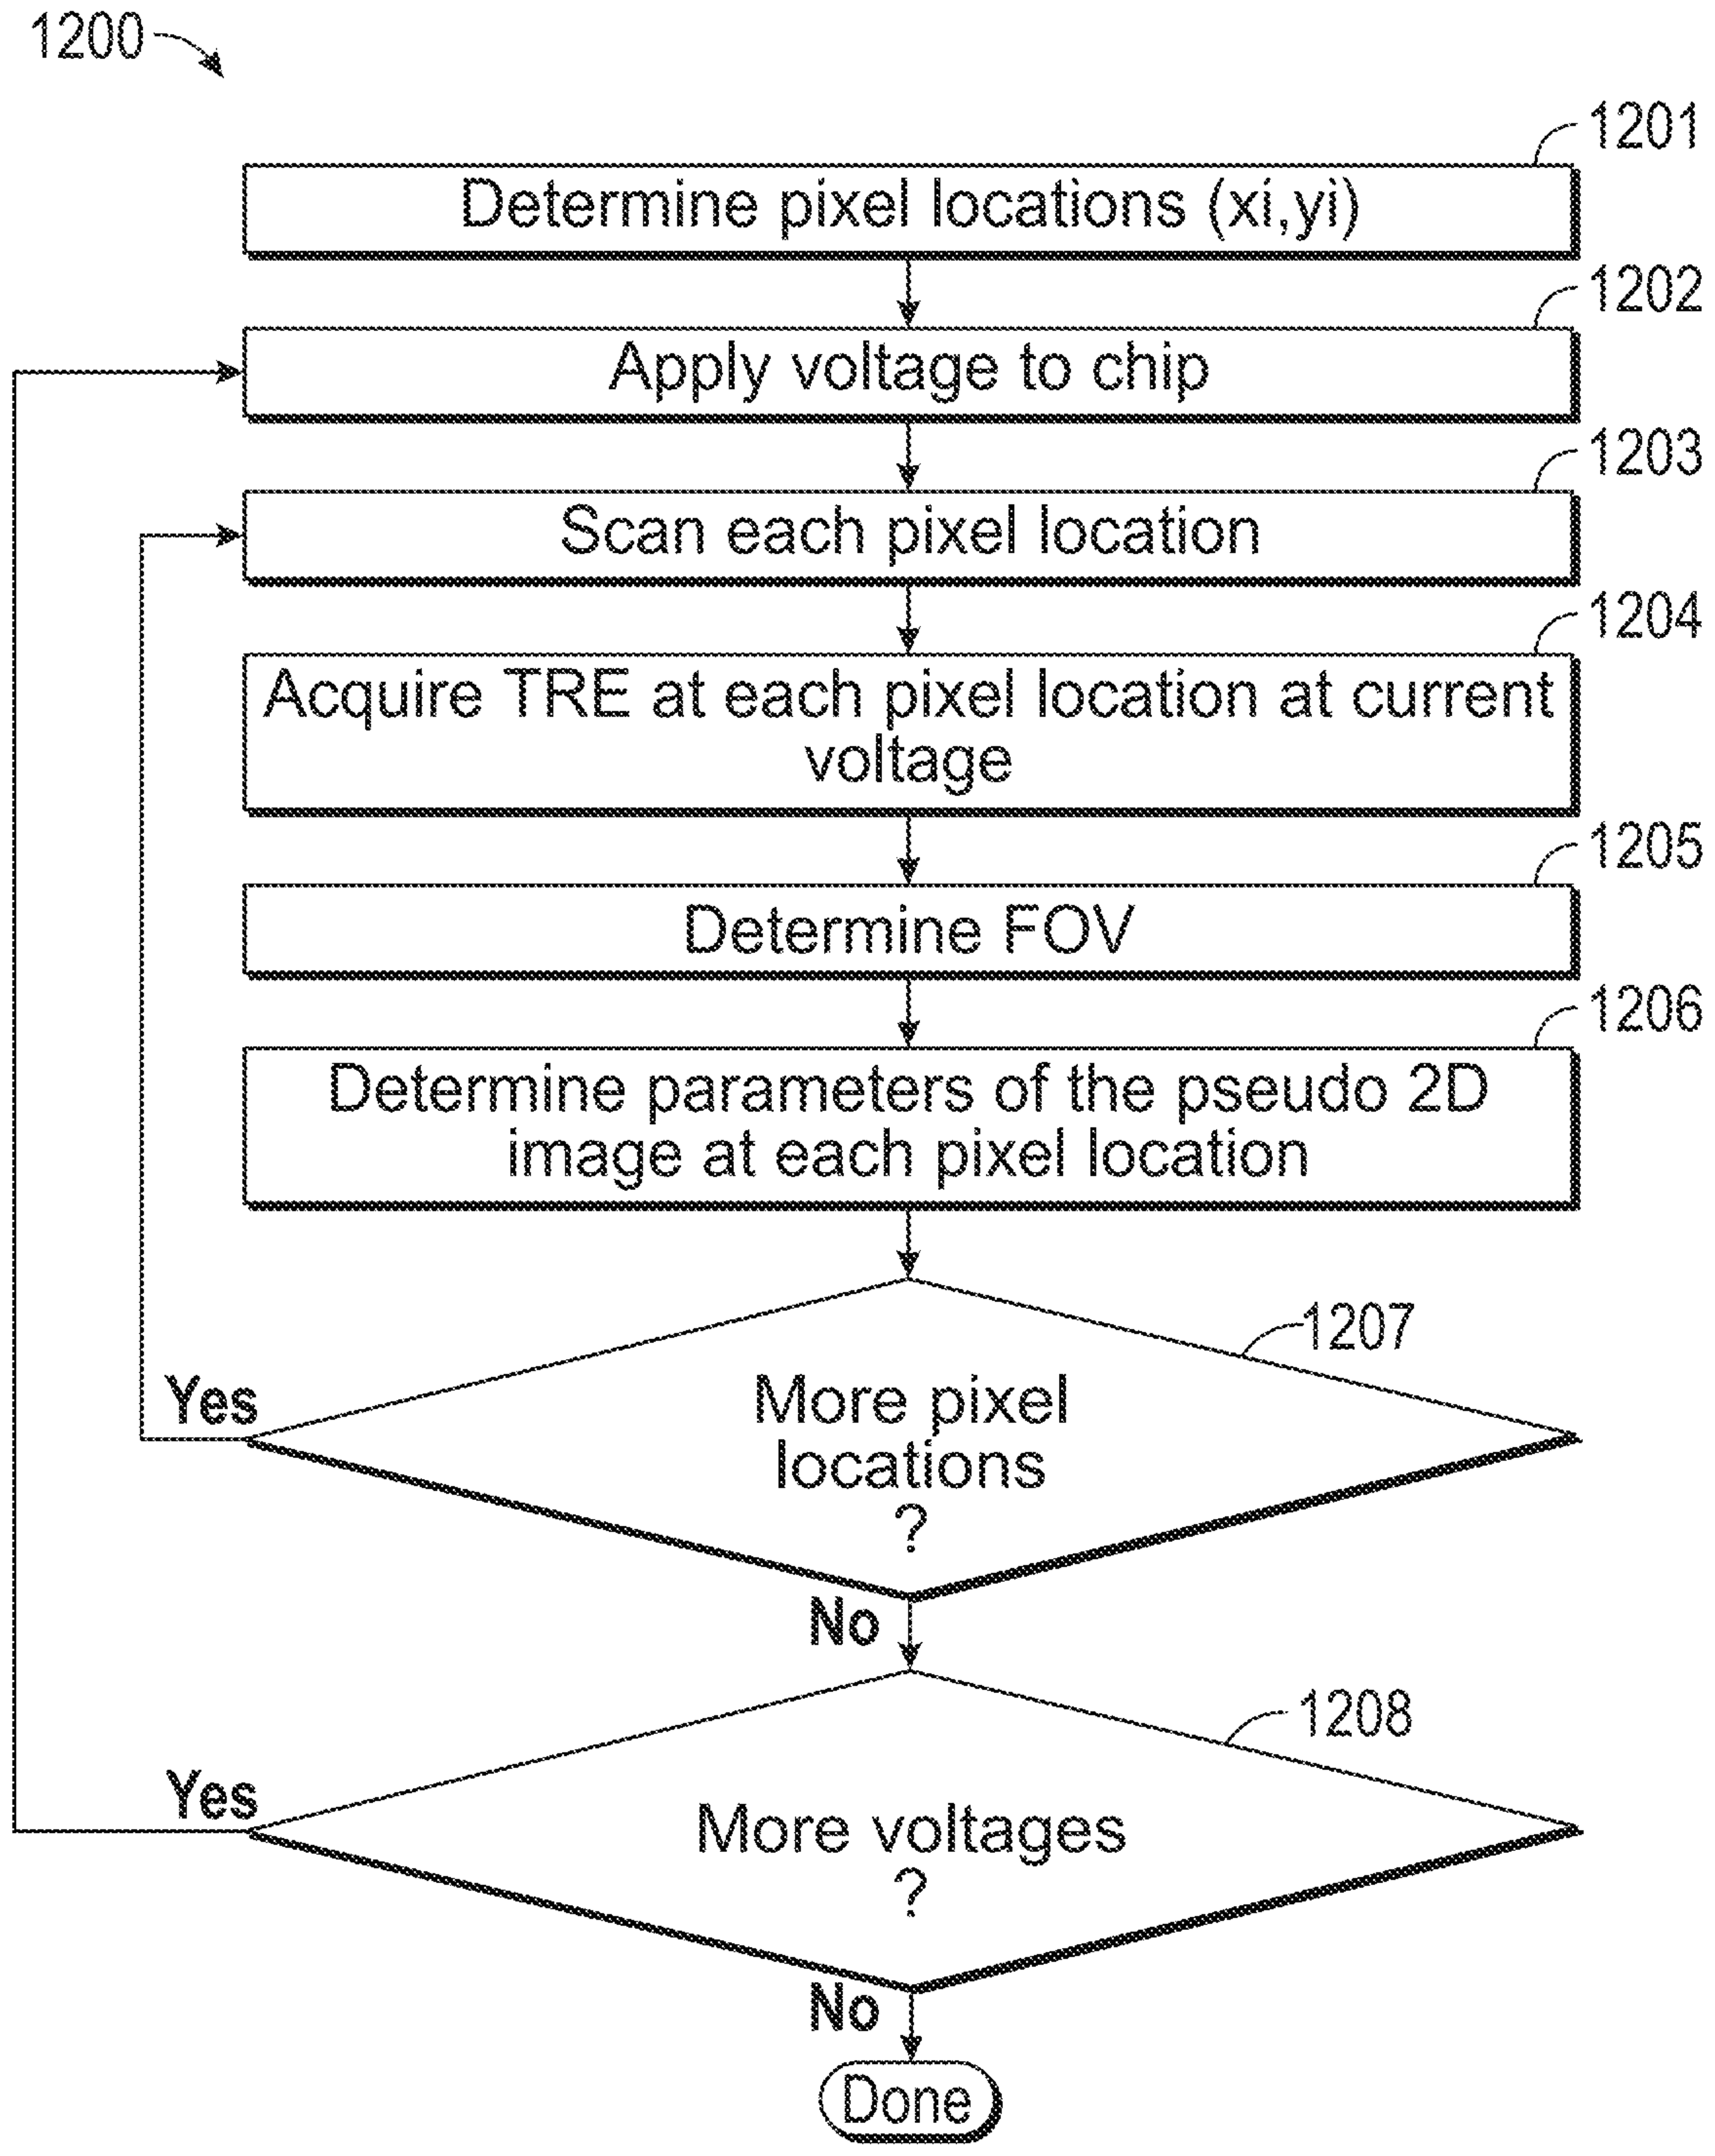 1200
1201
Determine pixel locations (xi,yi)
1202
Apply voltage to chip
1203
Scan each pixel location
1204
Acquire TRE at each pixel location at current
voltage
1205
Determine FOV
1206
Determine parameters of the pseudo 2D
image at each pixel location
1207
Yes
More pixel
locations
?
No
1208
Yes
More voltages
?
No
Done